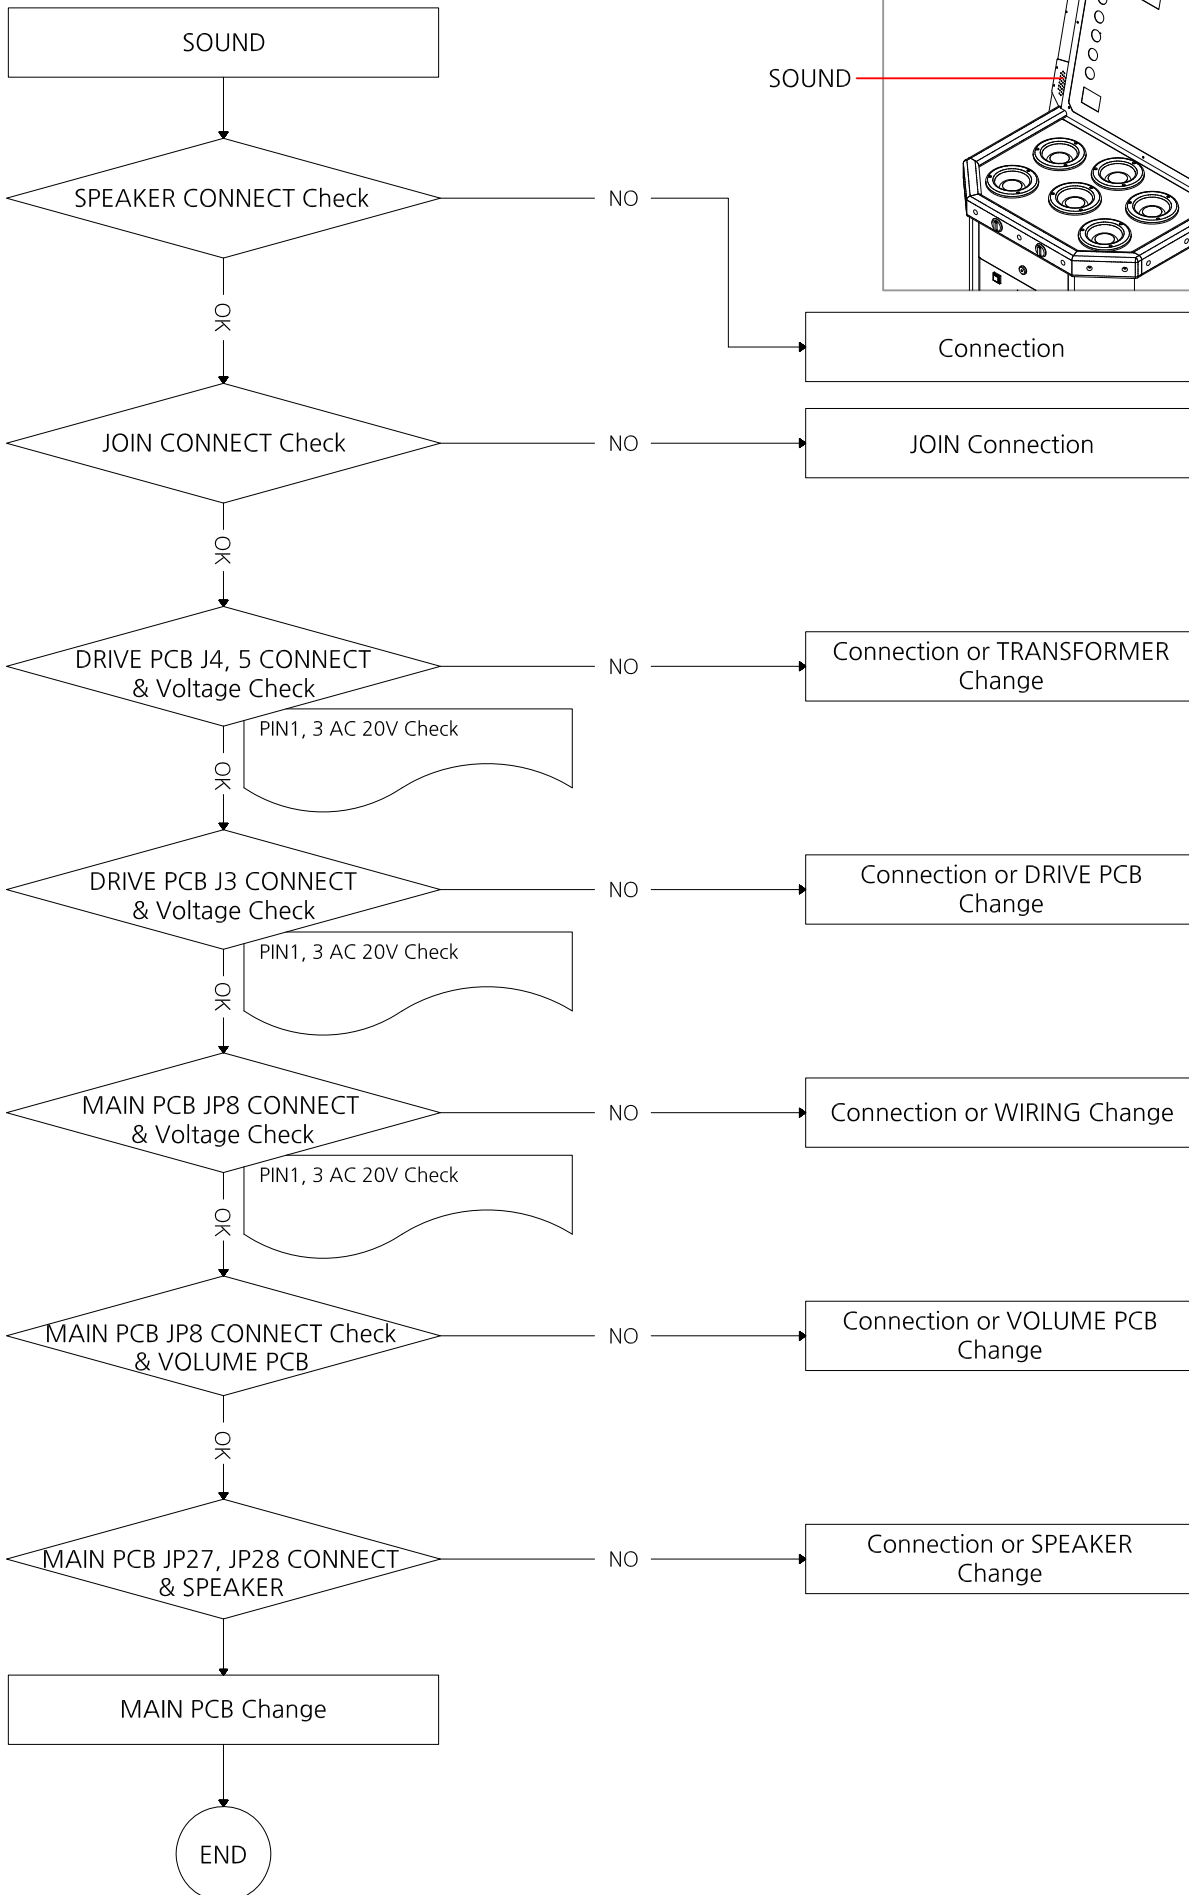 SOUND
SOUND
SPEAKER CONNECT Check
NO
OK
Connection
JOIN CONNECT Check
NO
JOIN Connection
OK
DRIVE PCB J4, 5 CONNECT
& Voltage Check
NO
Connection or TRANSFORMER
Change
PIN1, 3 AC 20V Check
OK
DRIVE PCB J3 CONNECT
& Voltage Check
NO
Connection or DRIVE PCB
Change
PIN1, 3 AC 20V Check
OK
MAIN PCB JP8 CONNECT
& Voltage Check
NO
Connection or WIRING Change
PIN1, 3 AC 20V Check
OK
MAIN PCB JP8 CONNECT Check
& VOLUME PCB
NO
Connection or VOLUME PCB
Change
OK
MAIN PCB JP27, JP28 CONNECT
& SPEAKER
NO
Connection or SPEAKER
Change
MAIN PCB Change
END